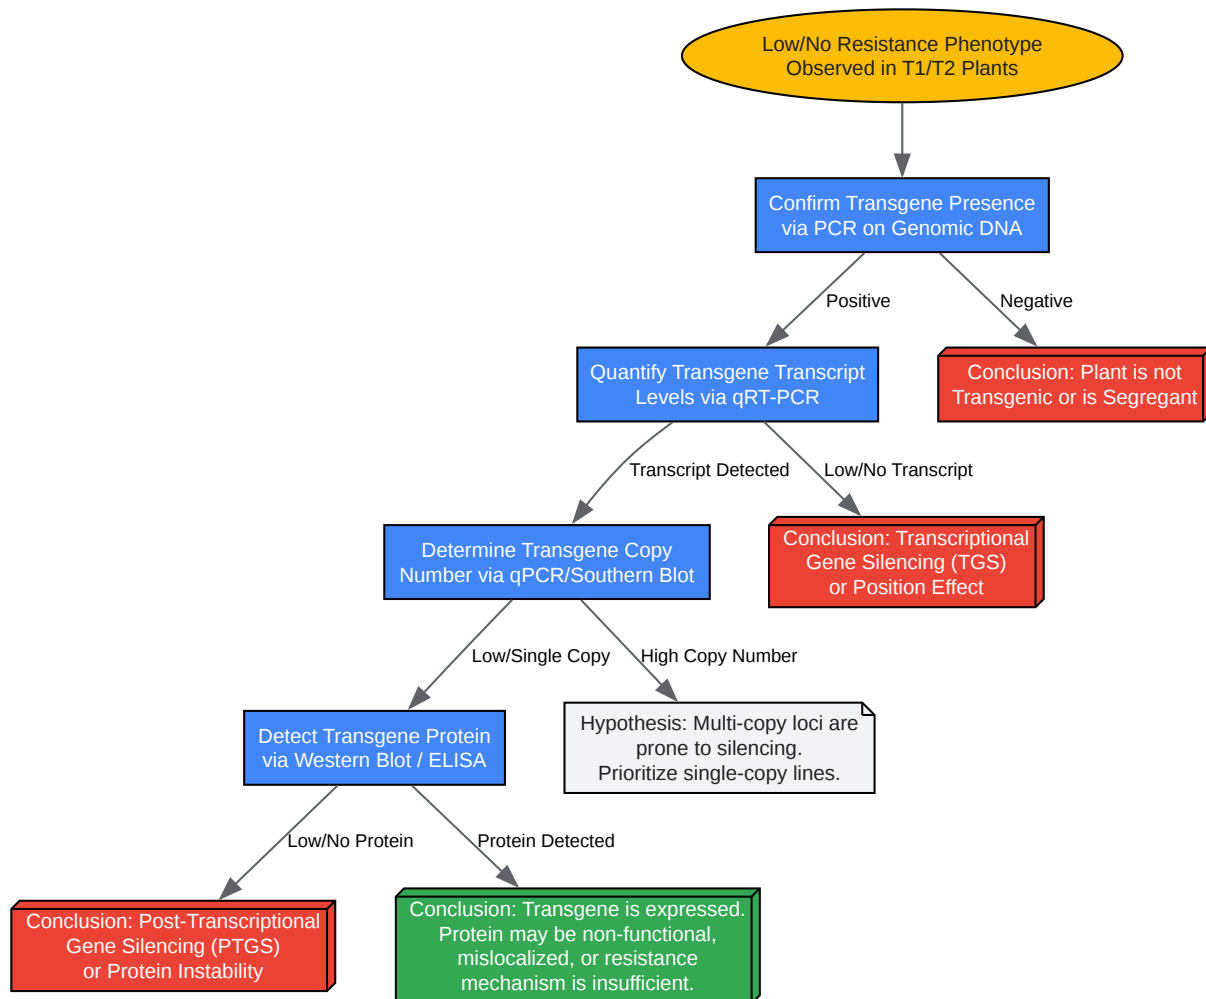 Low/No Resistance Phenotype
Observed in T1/T2 Plants
Confirm Transgene Presence
via PCR on Genomic DNA
Positive
Negative
Quantify Transgene Transcript
Levels via qRT-PCR
Conclusion: Plant is not
Transgenic or is Segregant
Transcript Detected
Low/No Transcript
Determine Transgene Copy
Number via qPCR/Southern Blot
Conclusion: Transcriptional
Gene Silencing (TGS)
or Position Effect
Low/Single Copy
High Copy Number
Detect Transgene Protein
via Western Blot / ELISA
Hypothesis: Multi-copy loci are
prone to silencing.
Prioritize single-copy lines.
Low/No Protein
Protein Detected
Conclusion: Post-Transcriptional
Gene Silencing (PTGS)
or Protein Instability
Conclusion: Transgene is expressed.
Protein may be non-functional,
mislocalized, or resistance
mechanism is insufficient.